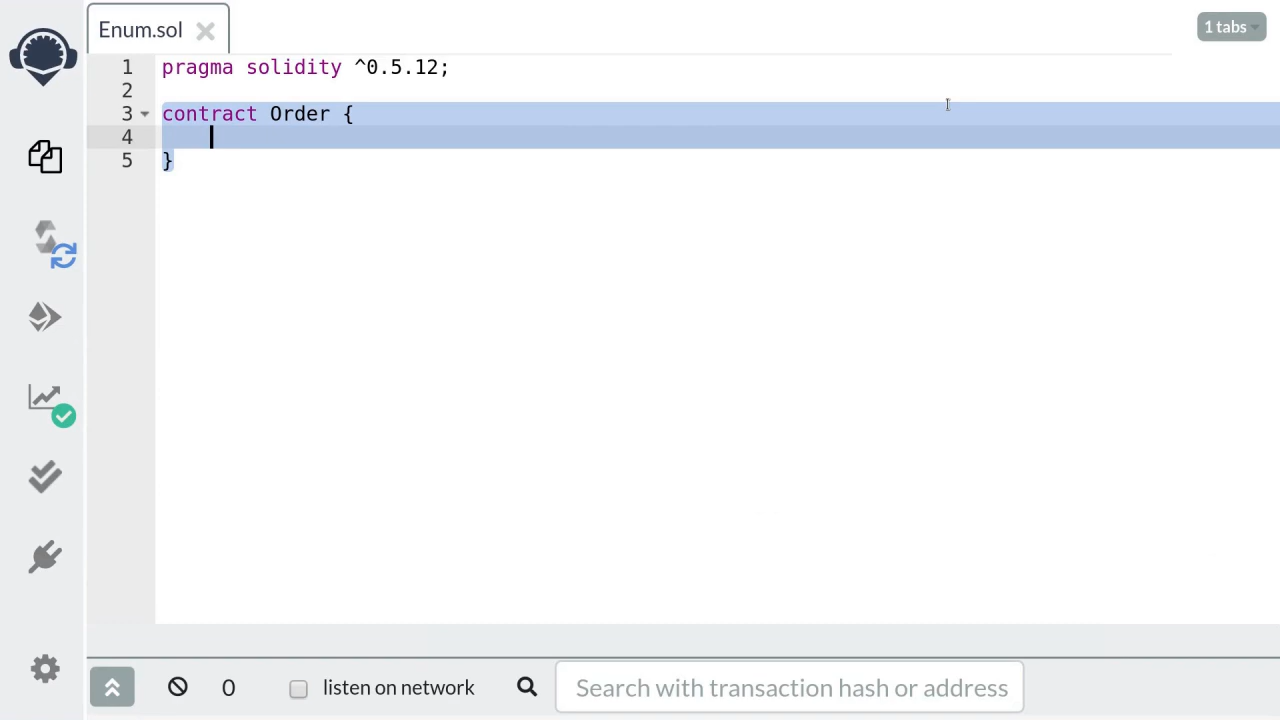 Enum.sol
1 tabs
1 pragma solidity ^0.5.12;
2
3 contract Order {
4
5 }
0
listen on network
Search with transaction hash or address